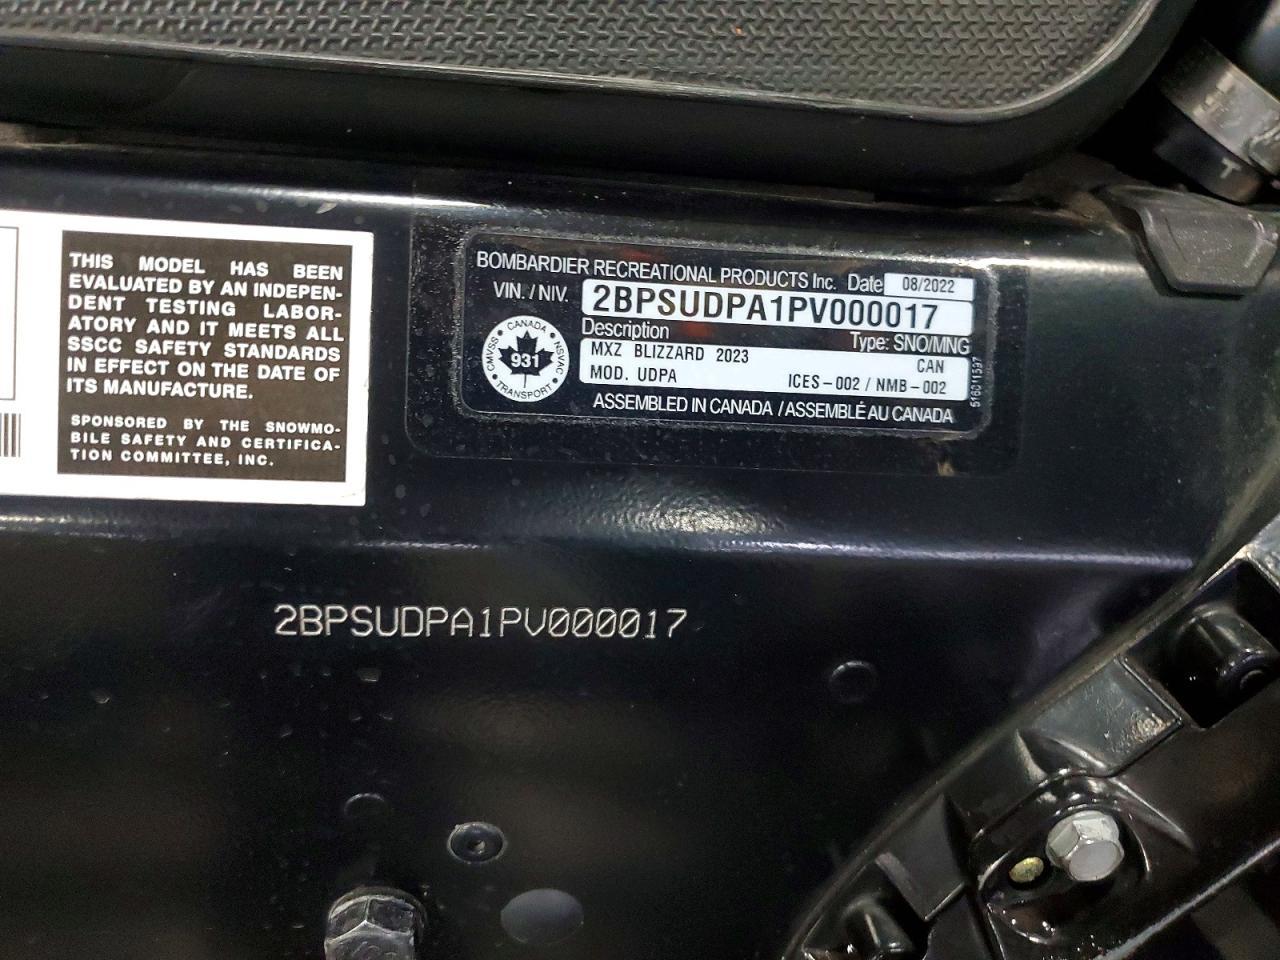 THIS MODEL HAS BEEN
EVALUATED BY AN INDEPEN-
DENT TESTING LABOR-
ATORY AND IT MEETS ALL
SSCC SAFETY STANDARDS
IN EFFECT ON THE DATE OF
ITS MANUFACTURE.
SPONSORED BY THE SNOWMO-
BILE SAFETY AND CERTIFICA-
TION COMMITTEE, INC.
BOMBARDIER RECREATIONAL PRODUCTS Inc. Date 08/2022
VIN. / NIV. 2BPSUDPA1PV000017
Description Type: SNO/MNG
MXZ BLIZZARD 2023 CAN
MOD. UDPA ICES-002 / NMB-002
ASSEMBLED IN CANADA / ASSEMBLÉ AU CANADA
CANADA
CMVSS
931
NSVAC
TRANSPORT
516011597
2BPSUDPA1PV000017
T